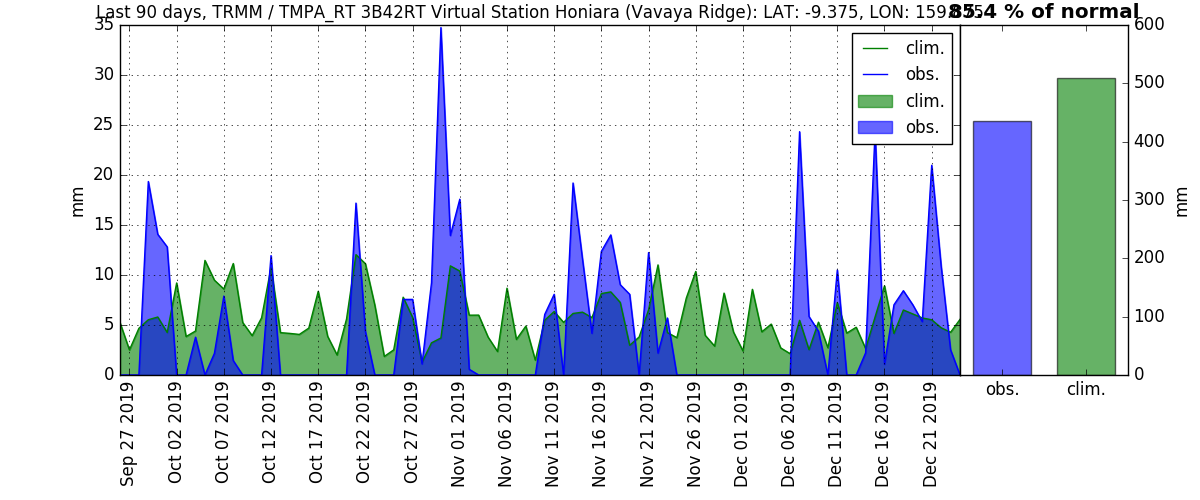 Last 90 days, TRMM / TMPA_RT 3B42RT Virtual Station Honiara (Vavaya Ridge): LAT: -9.375, LON:
85.4 % of normal
35
30
25
20
15
10
5
0
mm
clim.
obs.
clim.
obs.
600
500
400
300
200
100
0
mm
obs.
clim.
Sep 27 2019
Oct 02 2019
Oct 07 2019
Oct 12 2019
Oct 17 2019
Oct 22 2019
Oct 27 2019
Nov 01 2019
Nov 06 2019
Nov 11 2019
Nov 16 2019
Nov 21 2019
Nov 26 2019
Dec 01 2019
Dec 06 2019
Dec 11 2019
Dec 16 2019
Dec 21 2019